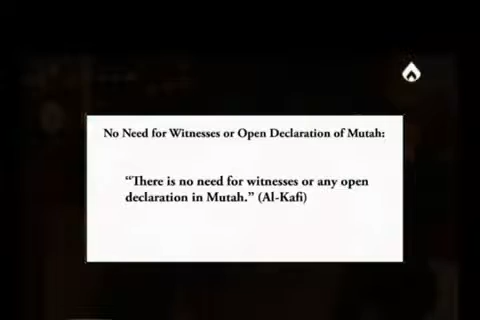 No Need for Witnesses or Open Declaration of Mutah:
“There is no need for witnesses or any open
declaration in Mutah.” (Al-Kafi)